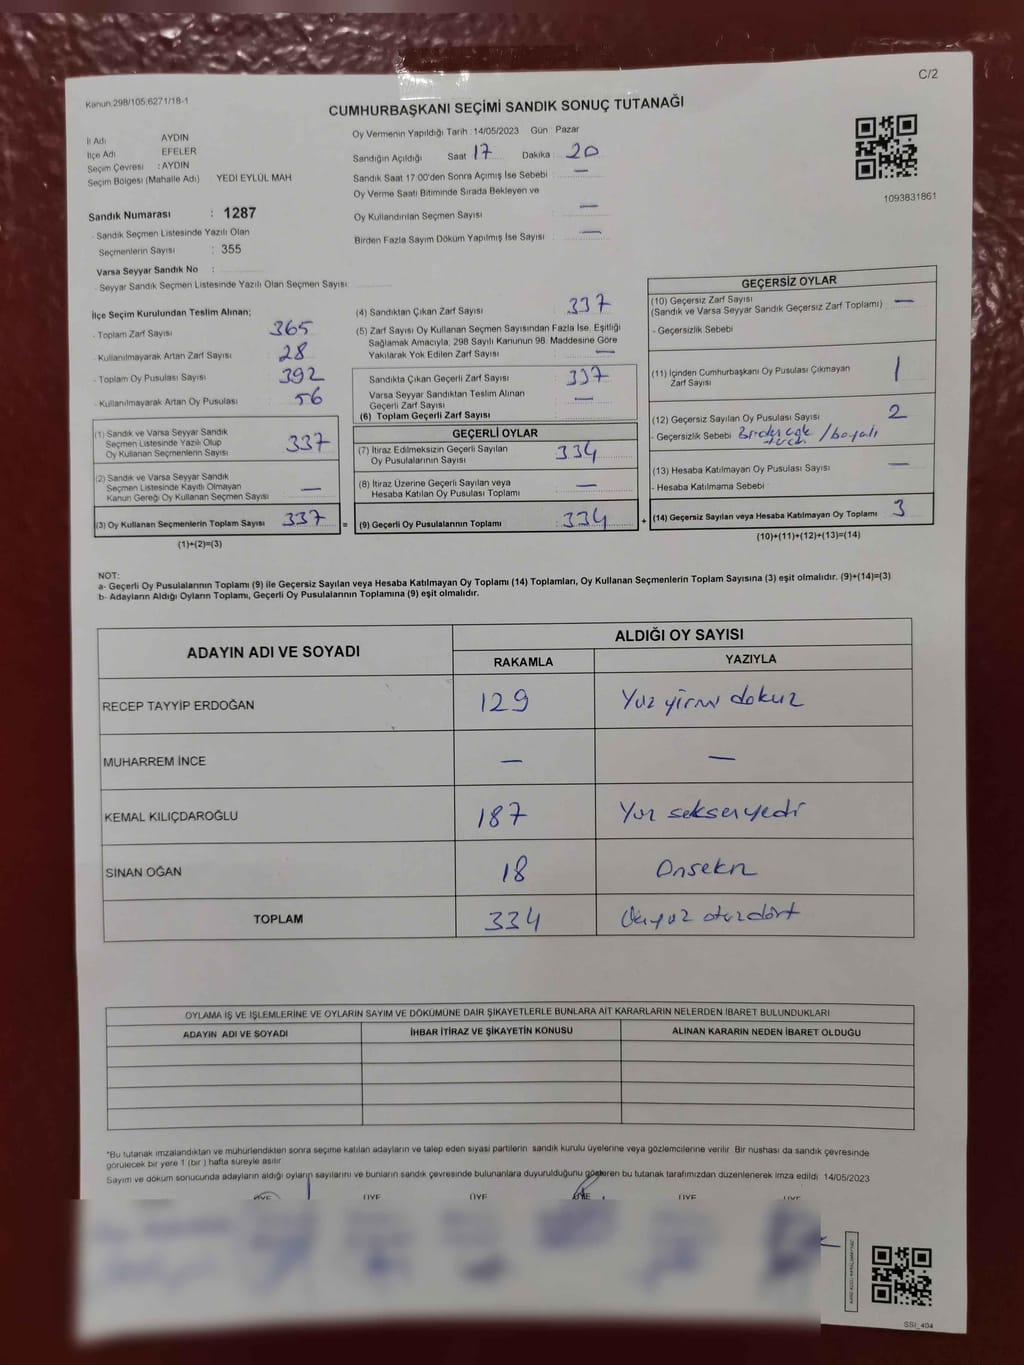 C/2
Kanun:298/105:6271/18-1
CUMHURBAŞKANI SEÇİMİ SANDIK SONUÇ TUTANAĞI
İl Adı AYDIN
İlçe Adı EFELER
Seçim Çevresi : AYDIN
Seçim Bölgesi (Mahalle Adı) YEDİ EYLÜL MAH
Sandık Numarası : 1287
- Sandık Seçmen Listesinde Yazılı Olan
Seçmenlerin Sayısı : 355
Varsa Seyyar Sandık No :
- Seyyar Sandık Seçmen Listesinde Yazılı Olan Seçmen Sayısı:
Oy Vermenin Yapıldığı Tarih : 14/05/2023 Gün Pazar
Sandığın Açıldığı Saat 17 Dakika : 20
Sandık Saat 17:00'den Sonra Açımış İse Sebebi : —
Oy Verme Saati Bitiminde Sırada Bekleyen ve
Oy Kullandırılan Seçmen Sayısı : —
Birden Fazla Sayım Döküm Yapılmış İse Sayısı : —
1093831861
İlçe Seçim Kurulundan Teslim Alınan;
- Toplam Zarf Sayısı : 365
- Kullanılmayarak Artan Zarf Sayısı : 28
- Toplam Oy Pusulası Sayısı : 392
- Kullanılmayarak Artan Oy Pusulası : 56
(1) Sandık ve Varsa Seyyar Sandık
Seçmen Listesinde Yazılı Olup
Oy Kullanan Seçmenlerin Sayısı : 337
(2) Sandık ve Varsa Seyyar Sandık
Seçmen Listesinde Kayıtlı Olmayan
Kanun Gereği Oy Kullanan Seçmen Sayısı : —
(3) Oy Kullanan Seçmenlerin Toplam Sayısı : 337 =
(1)+(2)=(3)
(4) Sandıktan Çıkan Zarf Sayısı : 337
(5) Zarf Sayısı Oy Kullanan Seçmen Sayısından Fazla İse, Eşitliği
Sağlamak Amacıyla, 298 Sayılı Kanunun 98. Maddesine Göre
Yakılarak Yok Edilen Zarf Sayısı : —
Sandıkta Çıkan Geçerli Zarf Sayısı : 337
Varsa Seyyar Sandıktan Teslim Alınan
Geçerli Zarf Sayısı : —
(6) Toplam Geçerli Zarf Sayısı :
GEÇERLİ OYLAR
(7) İtiraz Edilmeksizin Geçerli Sayılan
Oy Pusulalarının Sayısı : 334
(8) İtiraz Üzerine Geçerli Sayılan veya
Hesaba Katılan Oy Pusulası Toplamı : —
(9) Geçerli Oy Pusulalarının Toplamı : 334 +
GEÇERSİZ OYLAR
(10) Geçersiz Zarf Sayısı
(Sandık ve Varsa Seyyar Sandık Geçersiz Zarf Toplamı) : —
- Geçersizlik Sebebi
(11) İçinden Cumhurbaşkanı Oy Pusulası Çıkmayan
Zarf Sayısı : 1
(12) Geçersiz Sayılan Oy Pusulası Sayısı : 2
- Geçersizlik Sebebi / boyalı
(13) Hesaba Katılmayan Oy Pusulası Sayısı : —
- Hesaba Katılmama Sebebi
(14) Geçersiz Sayılan veya Hesaba Katılmayan Oy Toplamı : 3
(10)+(11)+(12)+(13)=(14)
NOT:
a- Geçerli Oy Pusulalarının Toplamı (9) ile Geçersiz Sayılan veya Hesaba Katılmayan Oy Toplamı (14) Toplamları, Oy Kullanan Seçmenlerin Toplam Sayısına (3) eşit olmalıdır. (9)+(14)=(3)
b- Adayların Aldığı Oyların Toplamı, Geçerli Oy Pusulalarının Toplamına (9) eşit olmalıdır.
ADAYIN ADI VE SOYADI ALDIĞI OY SAYISI
RAKAMLA YAZIYLA
RECEP TAYYİP ERDOĞAN 129 Yüz yirmi dokuz
MUHARREM İNCE — —
KEMAL KILIÇDAROĞLU 187 Yüz seksenyedi
SİNAN OĞAN 18 Onsekiz
TOPLAM 334 Üçyüz otuzdört
OYLAMA İŞ VE İŞLEMLERİNE VE OYLARIN SAYIM VE DÖKÜMÜNE DAİR ŞİKAYETLERLE BUNLARA AİT KARARLARIN NELERDEN İBARET BULUNDUKLARI
ADAYIN ADI VE SOYADI İHBAR İTİRAZ VE ŞİKAYETİN KONUSU ALINAN KARARIN NEDEN İBARET OLDUĞU
*Bu tutanak imzalandıktan ve mühürlendikten sonra seçime katılan adayların ve talep eden siyasi partilerin sandık kurulu üyelerine veya gözlemcilerine verilir. Bir nushası da sandık çevresinde
görülecek bir yere 1 (bir ) hafta süreyle asılır.
Sayım ve döküm sonucunda adayların aldığı oyların sayılarını ve bunların sandık çevresinde bulunanlara duyurulduğunu gösteren bu tutanak tarafımızdan düzenlenerek imza edildi. 14/05/2023
ÜYE ÜYE ÜYE ÜYE ÜYE ÜYE
SSI_404